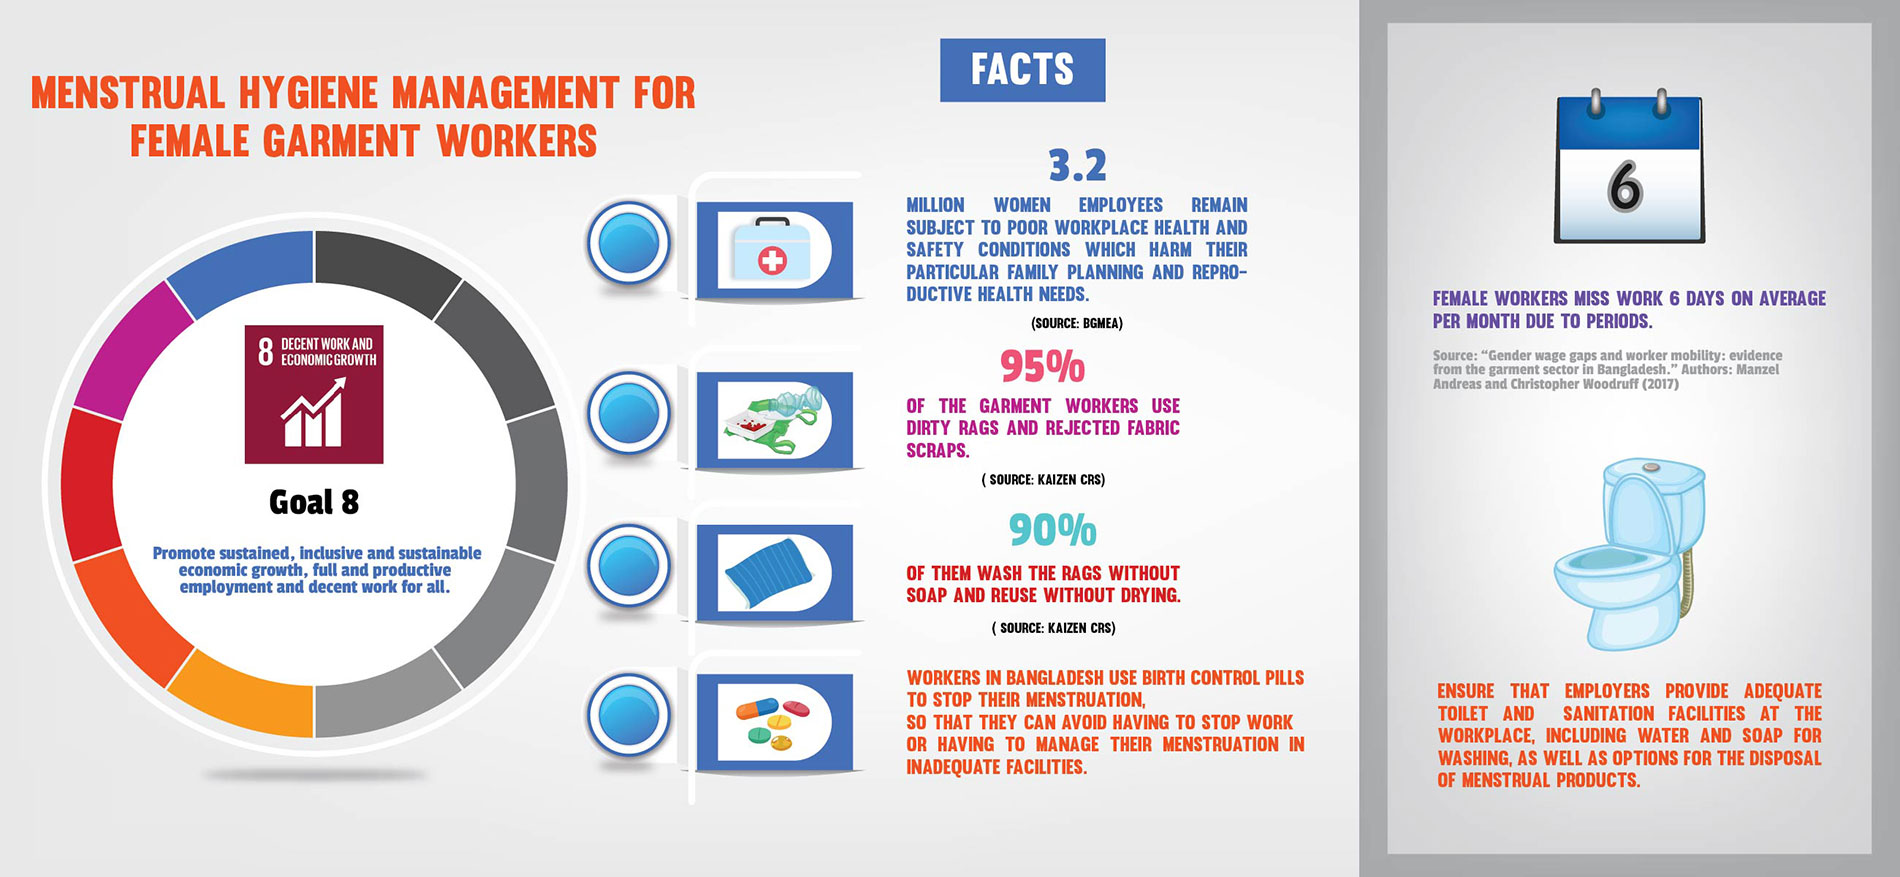 MENSTRUAL HYGIENE MANAGEMENT FOR
FEMALE GARMENT WORKERS
8 DECENT WORK AND
ECONOMIC GROWTH
Goal 8
Promote sustained, inclusive and sustainable
economic growth, full and productive
employment and decent work for all.
FACTS
3.2
MILLION WOMEN EMPLOYEES REMAIN
SUBJECT TO POOR WORKPLACE HEALTH AND
SAFETY CONDITIONS WHICH HARM THEIR
PARTICULAR FAMILY PLANNING AND REPRO-
DUCTIVE HEALTH NEEDS.
(SOURCE: BGMEA)
95%
OF THE GARMENT WORKERS USE
DIRTY RAGS AND REJECTED FABRIC
SCRAPS.
( SOURCE: KAIZEN CRS)
90%
OF THEM WASH THE RAGS WITHOUT
SOAP AND REUSE WITHOUT DRYING.
( SOURCE: KAIZEN CRS)
WORKERS IN BANGLADESH USE BIRTH CONTROL PILLS
TO STOP THEIR MENSTRUATION,
SO THAT THEY CAN AVOID HAVING TO STOP WORK
OR HAVING TO MANAGE THEIR MENSTRUATION IN
INADEQUATE FACILITIES.
6
FEMALE WORKERS MISS WORK 6 DAYS ON AVERAGE
PER MONTH DUE TO PERIODS.
Source: “Gender wage gaps and worker mobility: evidence
from the garment sector in Bangladesh.” Authors: Manzel
Andreas and Christopher Woodruff (2017)
ENSURE THAT EMPLOYERS PROVIDE ADEQUATE
TOILET AND SANITATION FACILITIES AT THE
WORKPLACE, INCLUDING WATER AND SOAP FOR
WASHING, AS WELL AS OPTIONS FOR THE DISPOSAL
OF MENSTRUAL PRODUCTS.